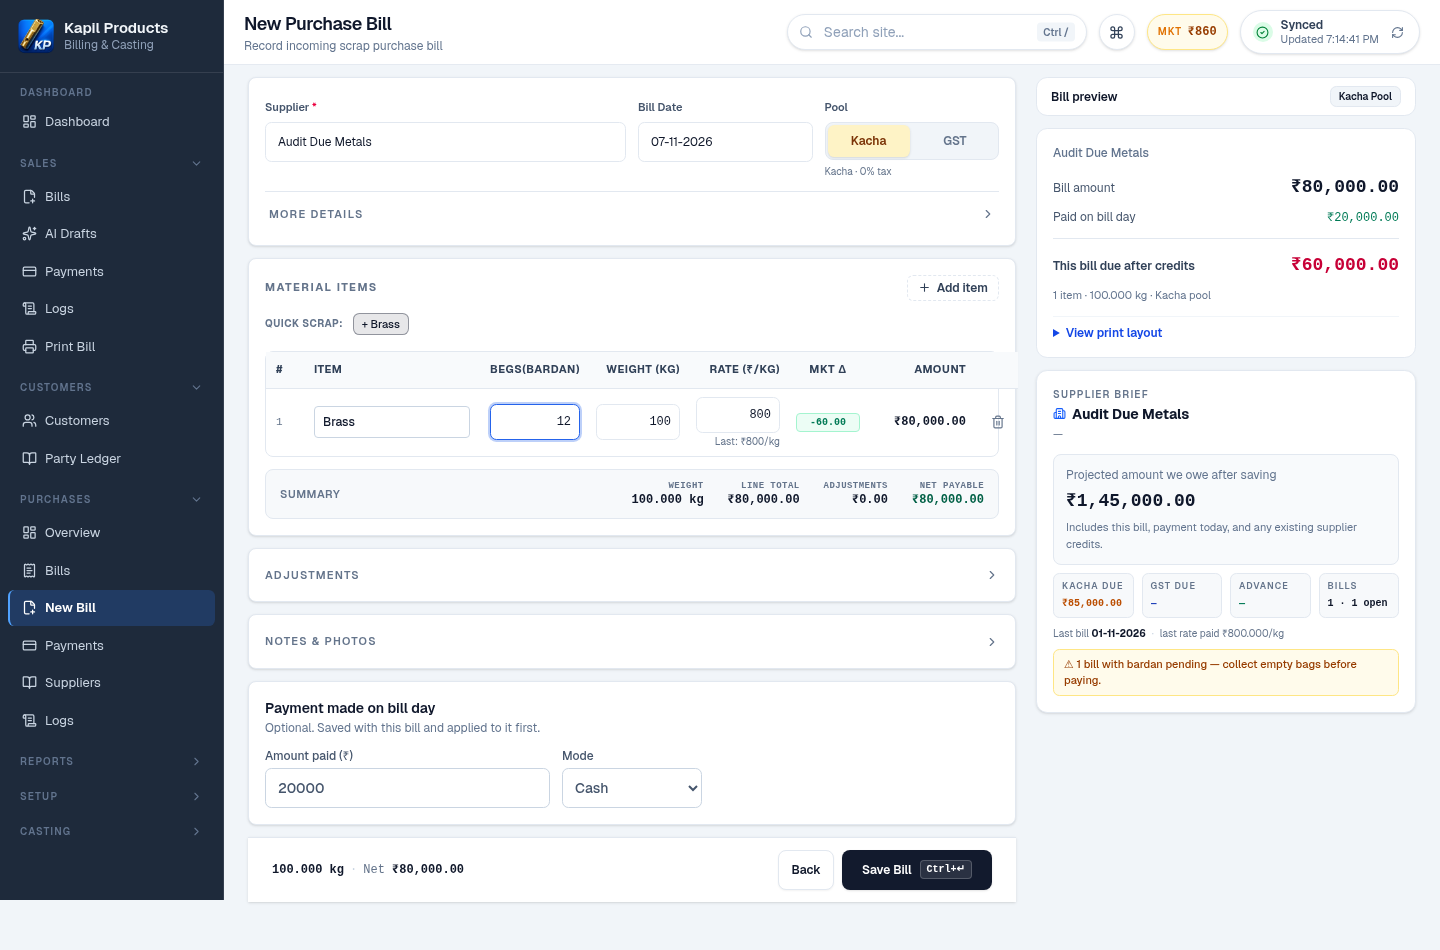 Kapil Products
Billing & Casting
DASHBOARD
Dashboard
SALES
Bills
AI Drafts
Payments
Logs
Print Bill
CUSTOMERS
Customers
Party Ledger
PURCHASES
Overview
Bills
New Bill
Payments
Suppliers
Logs
REPORTS
SETUP
CASTING
New Purchase Bill
Record incoming scrap purchase bill
Search site... Ctrl /
⌘
MKT ₹860
Synced
Updated 7:14:41 PM
Supplier * Bill Date Pool
Audit Due Metals 07-11-2026 Kacha GST
Kacha · 0% tax
MORE DETAILS
MATERIAL ITEMS + Add item
QUICK SCRAP: + Brass
# ITEM BEGS(BARDAN) WEIGHT (KG) RATE (₹/KG) MKT Δ AMOUNT
1 Brass 12 100 800 -60.00 ₹80,000.00
Last: ₹800/kg
SUMMARY
WEIGHT LINE TOTAL ADJUSTMENTS NET PAYABLE
100.000 kg ₹80,000.00 ₹0.00 ₹80,000.00
ADJUSTMENTS
NOTES & PHOTOS
Payment made on bill day
Optional. Saved with this bill and applied to it first.
Amount paid (₹) Mode
20000 Cash
100.000 kg · Net ₹80,000.00 Back Save Bill Ctrl+↵
Bill preview Kacha Pool
Audit Due Metals
Bill amount ₹80,000.00
Paid on bill day ₹20,000.00
This bill due after credits ₹60,000.00
1 item · 100.000 kg · Kacha pool
▶ View print layout
SUPPLIER BRIEF
Audit Due Metals
—
Projected amount we owe after saving
₹1,45,000.00
Includes this bill, payment today, and any existing supplier
credits.
KACHA DUE GST DUE ADVANCE BILLS
₹85,000.00 — — 1 · 1 open
Last bill 01-11-2026 · last rate paid ₹800.000/kg
⚠ 1 bill with bardan pending — collect empty bags before
paying.